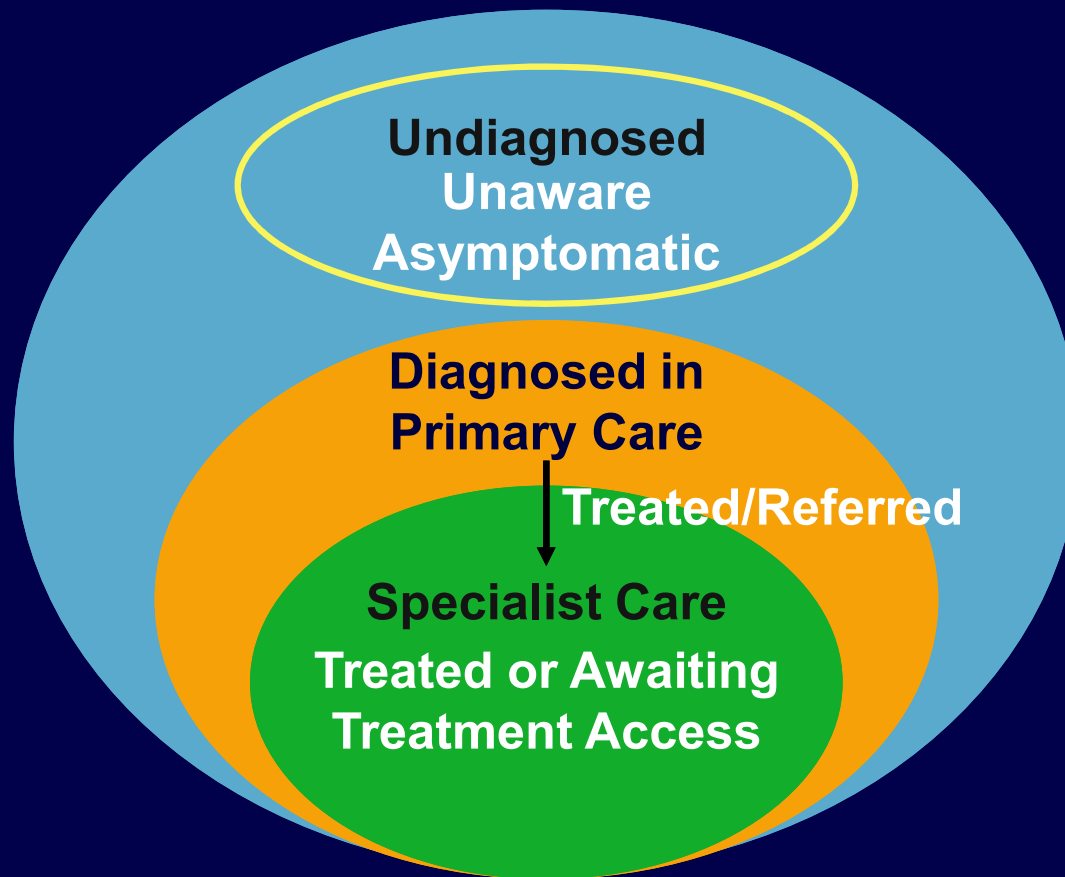 Undiagnosed
Unaware
Asymptomatic
Diagnosed in
Primary Care
Treated/Referred
Specialist Care
Treated or Awaiting
Treatment Access